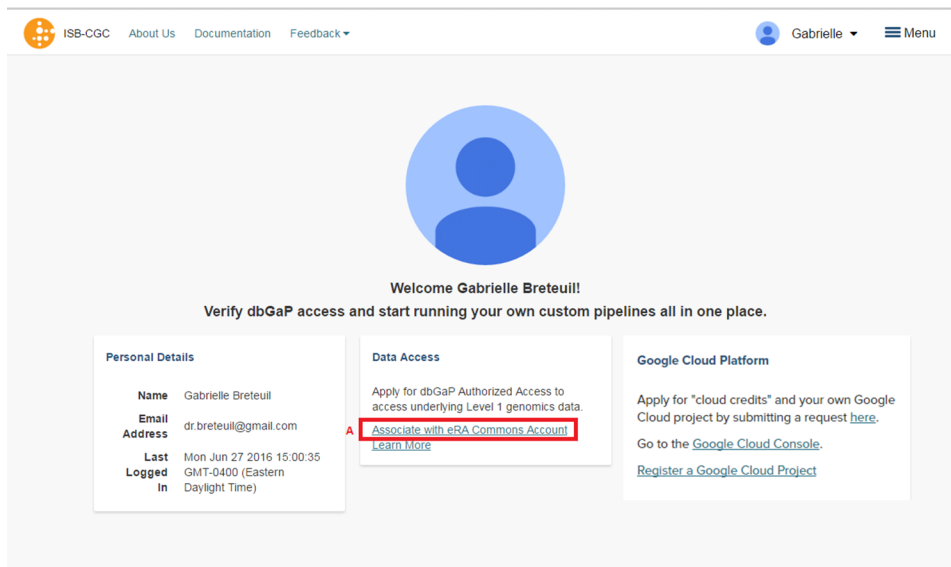 ISB-CGC About Us Documentation Feedback Gabrielle Menu
Welcome Gabrielle Breteuil!
Verify dbGaP access and start running your own custom pipelines all in one place.
Personal Details
Name Gabrielle Breteuil
Email Address dr.breteuil@gmail.com
Last Logged In Mon Jun 27 2016 15:00:35
GMT-0400 (Eastern
Daylight Time)
Data Access
Apply for dbGaP Authorized Access to
access underlying Level 1 genomics data.
A Associate with eRA Commons Account
Learn More
Google Cloud Platform
Apply for "cloud credits" and your own Google
Cloud project by submitting a request here.
Go to the Google Cloud Console.
Register a Google Cloud Project